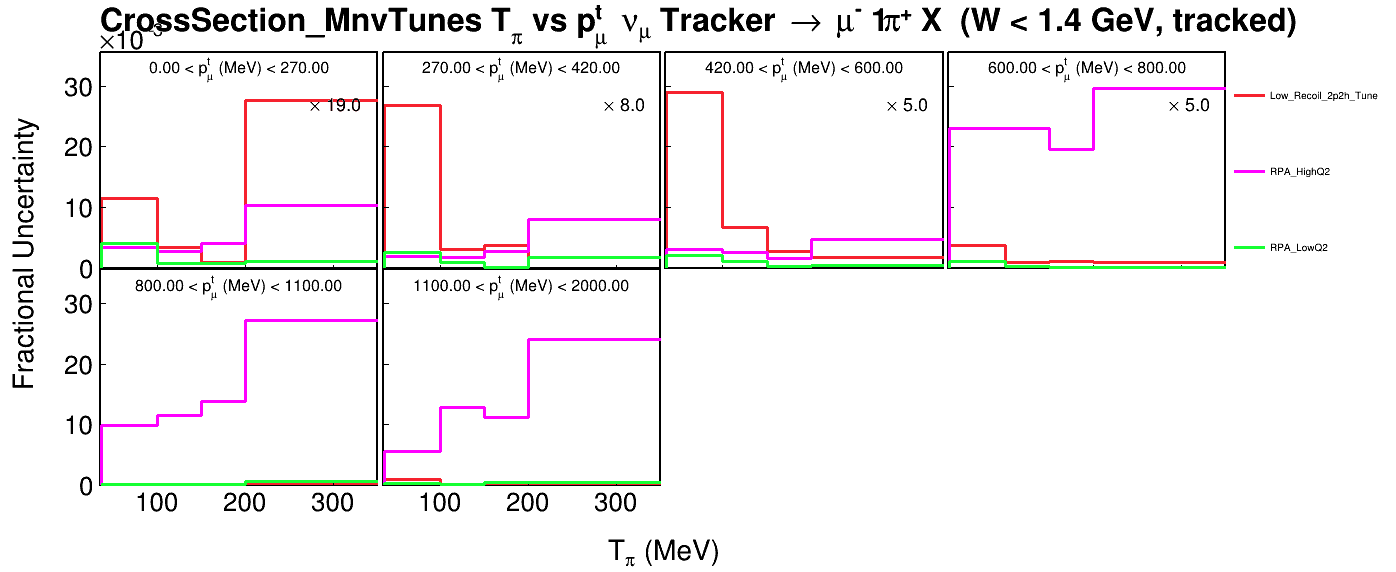 CrossSection_MnvTunes T_π vs p^t_μ ν_μ Tracker → μ^- 1π^+ X (W < 1.4 GeV, tracked)
×10^-3
0.00 < p^t_μ (MeV) < 270.00
270.00 < p^t_μ (MeV) < 420.00
420.00 < p^t_μ (MeV) < 600.00
600.00 < p^t_μ (MeV) < 800.00
× 19.0
× 8.0
× 5.0
× 5.0
Low_Recoil_2p2h_Tune
RPA_HighQ2
RPA_LowQ2
30
20
10
0
800.00 < p^t_μ (MeV) < 1100.00
1100.00 < p^t_μ (MeV) < 2000.00
30
20
10
0
100 200 300
100 200 300
Fractional Uncertainty
T_π (MeV)